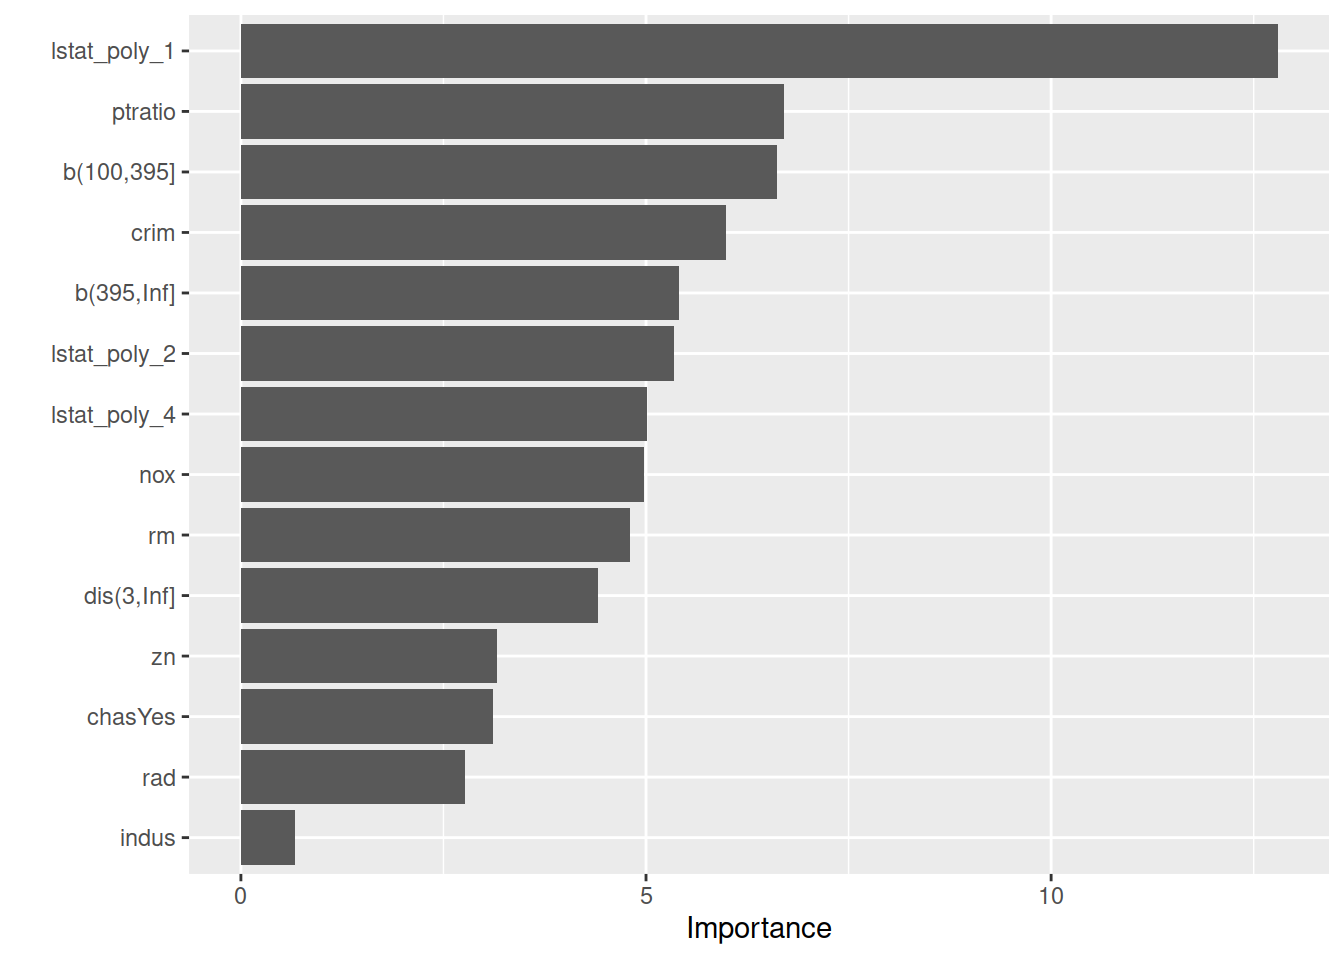 lstat_poly_1
ptratio
b(100,395]
crim
b(395,Inf]
lstat_poly_2
lstat_poly_4
nox
rm
dis(3,Inf]
zn
chasYes
rad
indus
0 5 10
Importance